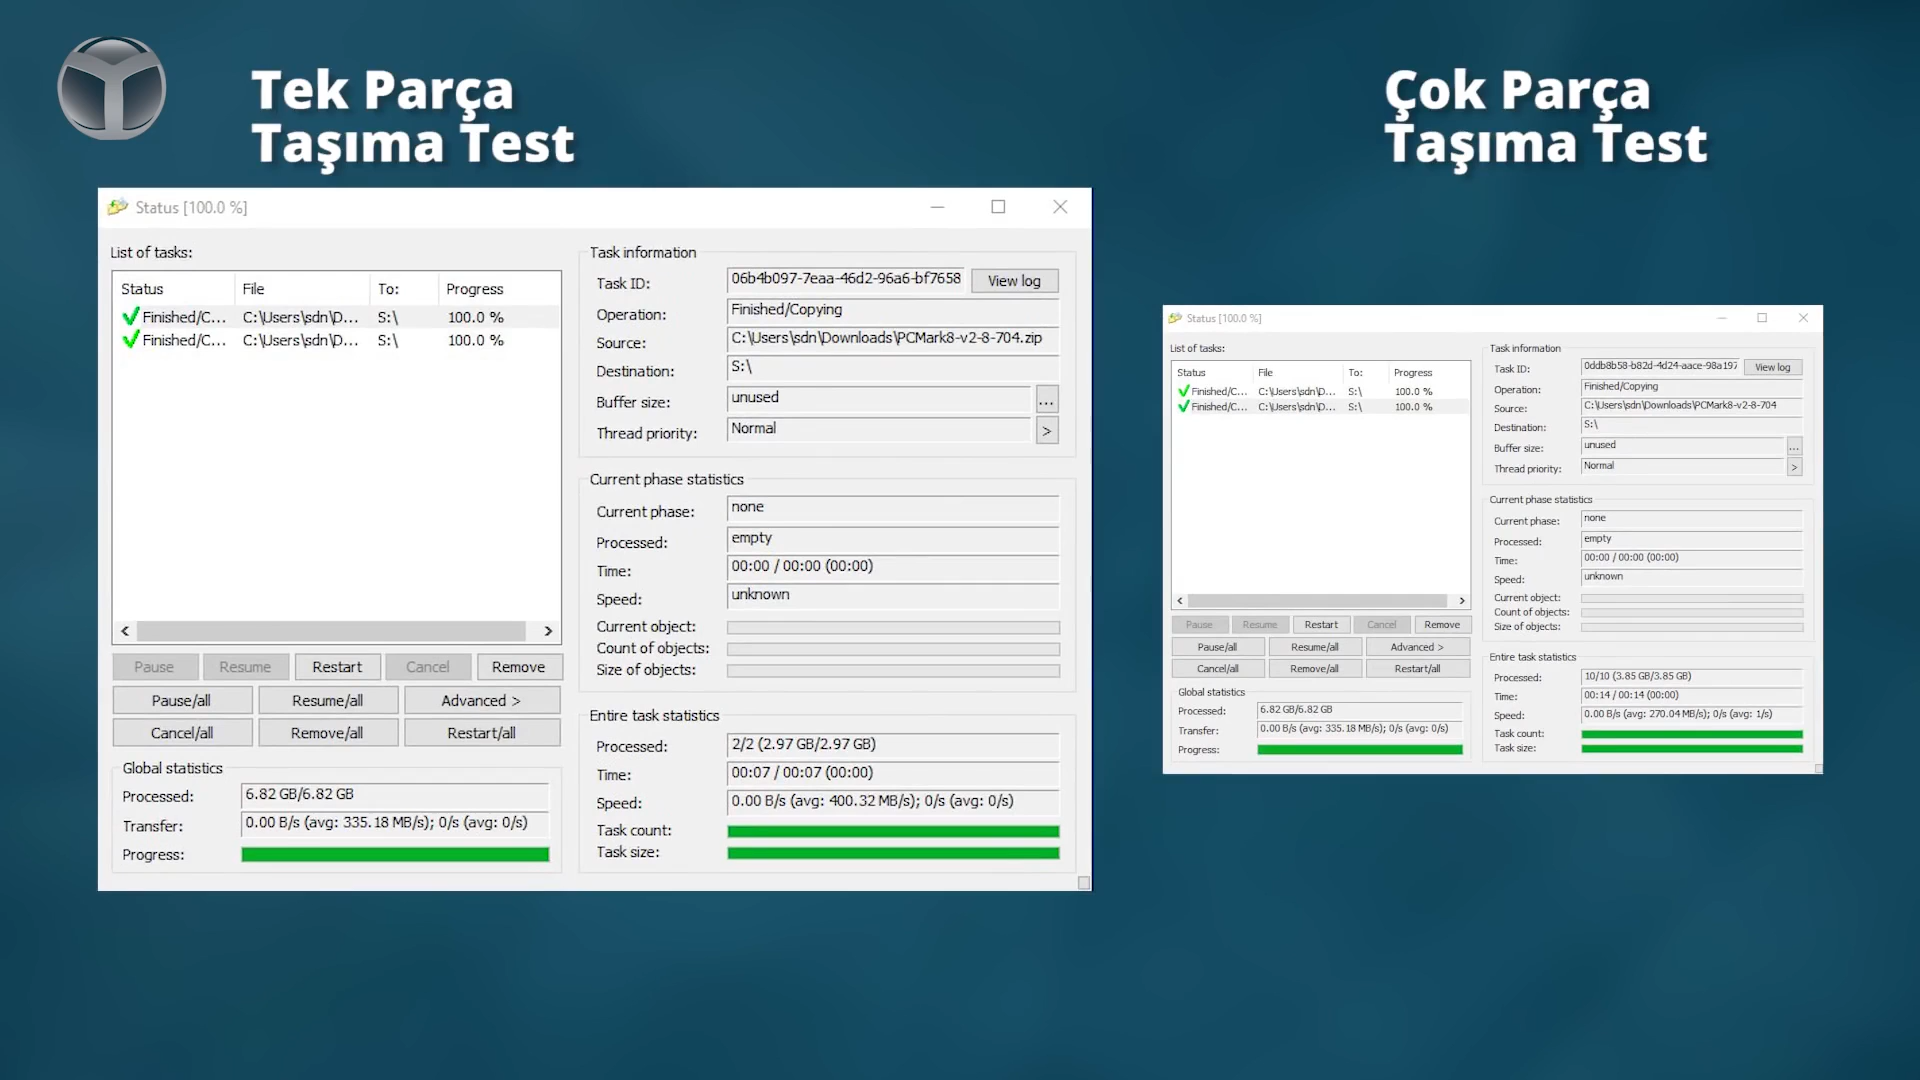 Tek Parça
Taşıma Test
Çok Parça
Taşıma Test
Status [100.0 %]
List of tasks:
Status File To: Progress
Finished/C... C:\Users\sdn\D... S:\ 100.0 %
Finished/C... C:\Users\sdn\D... S:\ 100.0 %
Pause Resume Restart Cancel Remove
Pause/all Resume/all Advanced >
Cancel/all Remove/all Restart/all
Global statistics
Processed: 6.82 GB/6.82 GB
Transfer: 0.00 B/s (avg: 335.18 MB/s); 0/s (avg: 0/s)
Progress:
Task information
Task ID: 06b4b097-7eaa-46d2-96a6-bf7658 View log
Operation: Finished/Copying
Source: C:\Users\sdn\Downloads\PCMark8-v2-8-704.zip
Destination: S:\
Buffer size: unused ...
Thread priority: Normal >
Current phase statistics
Current phase: none
Processed: empty
Time: 00:00 / 00:00 (00:00)
Speed: unknown
Current object:
Count of objects:
Size of objects:
Entire task statistics
Processed: 2/2 (2.97 GB/2.97 GB)
Time: 00:07 / 00:07 (00:00)
Speed: 0.00 B/s (avg: 400.32 MB/s); 0/s (avg: 0/s)
Task count:
Task size:
Status [100.0 %]
List of tasks:
Status File To: Progress
Finished/C... C:\Users\sdn\D... S:\ 100.0 %
Finished/C... C:\Users\sdn\D... S:\ 100.0 %
Pause Resume Restart Cancel Remove
Pause/all Resume/all Advanced >
Cancel/all Remove/all Restart/all
Global statistics
Processed: 6.82 GB/6.82 GB
Transfer: 0.00 B/s (avg: 335.18 MB/s); 0/s (avg: 0/s)
Progress:
Task information
Task ID: 0ddb8b58-b82d-4d24-aace-98a197 View log
Operation: Finished/Copying
Source: C:\Users\sdn\Downloads\PCMark8-v2-8-704
Destination: S:\
Buffer size: unused ...
Thread priority: Normal >
Current phase statistics
Current phase: none
Processed: empty
Time: 00:00 / 00:00 (00:00)
Speed: unknown
Current object:
Count of objects:
Size of objects:
Entire task statistics
Processed: 10/10 (3.85 GB/3.85 GB)
Time: 00:14 / 00:14 (00:00)
Speed: 0.00 B/s (avg: 270.04 MB/s); 0/s (avg: 1/s)
Task count:
Task size: